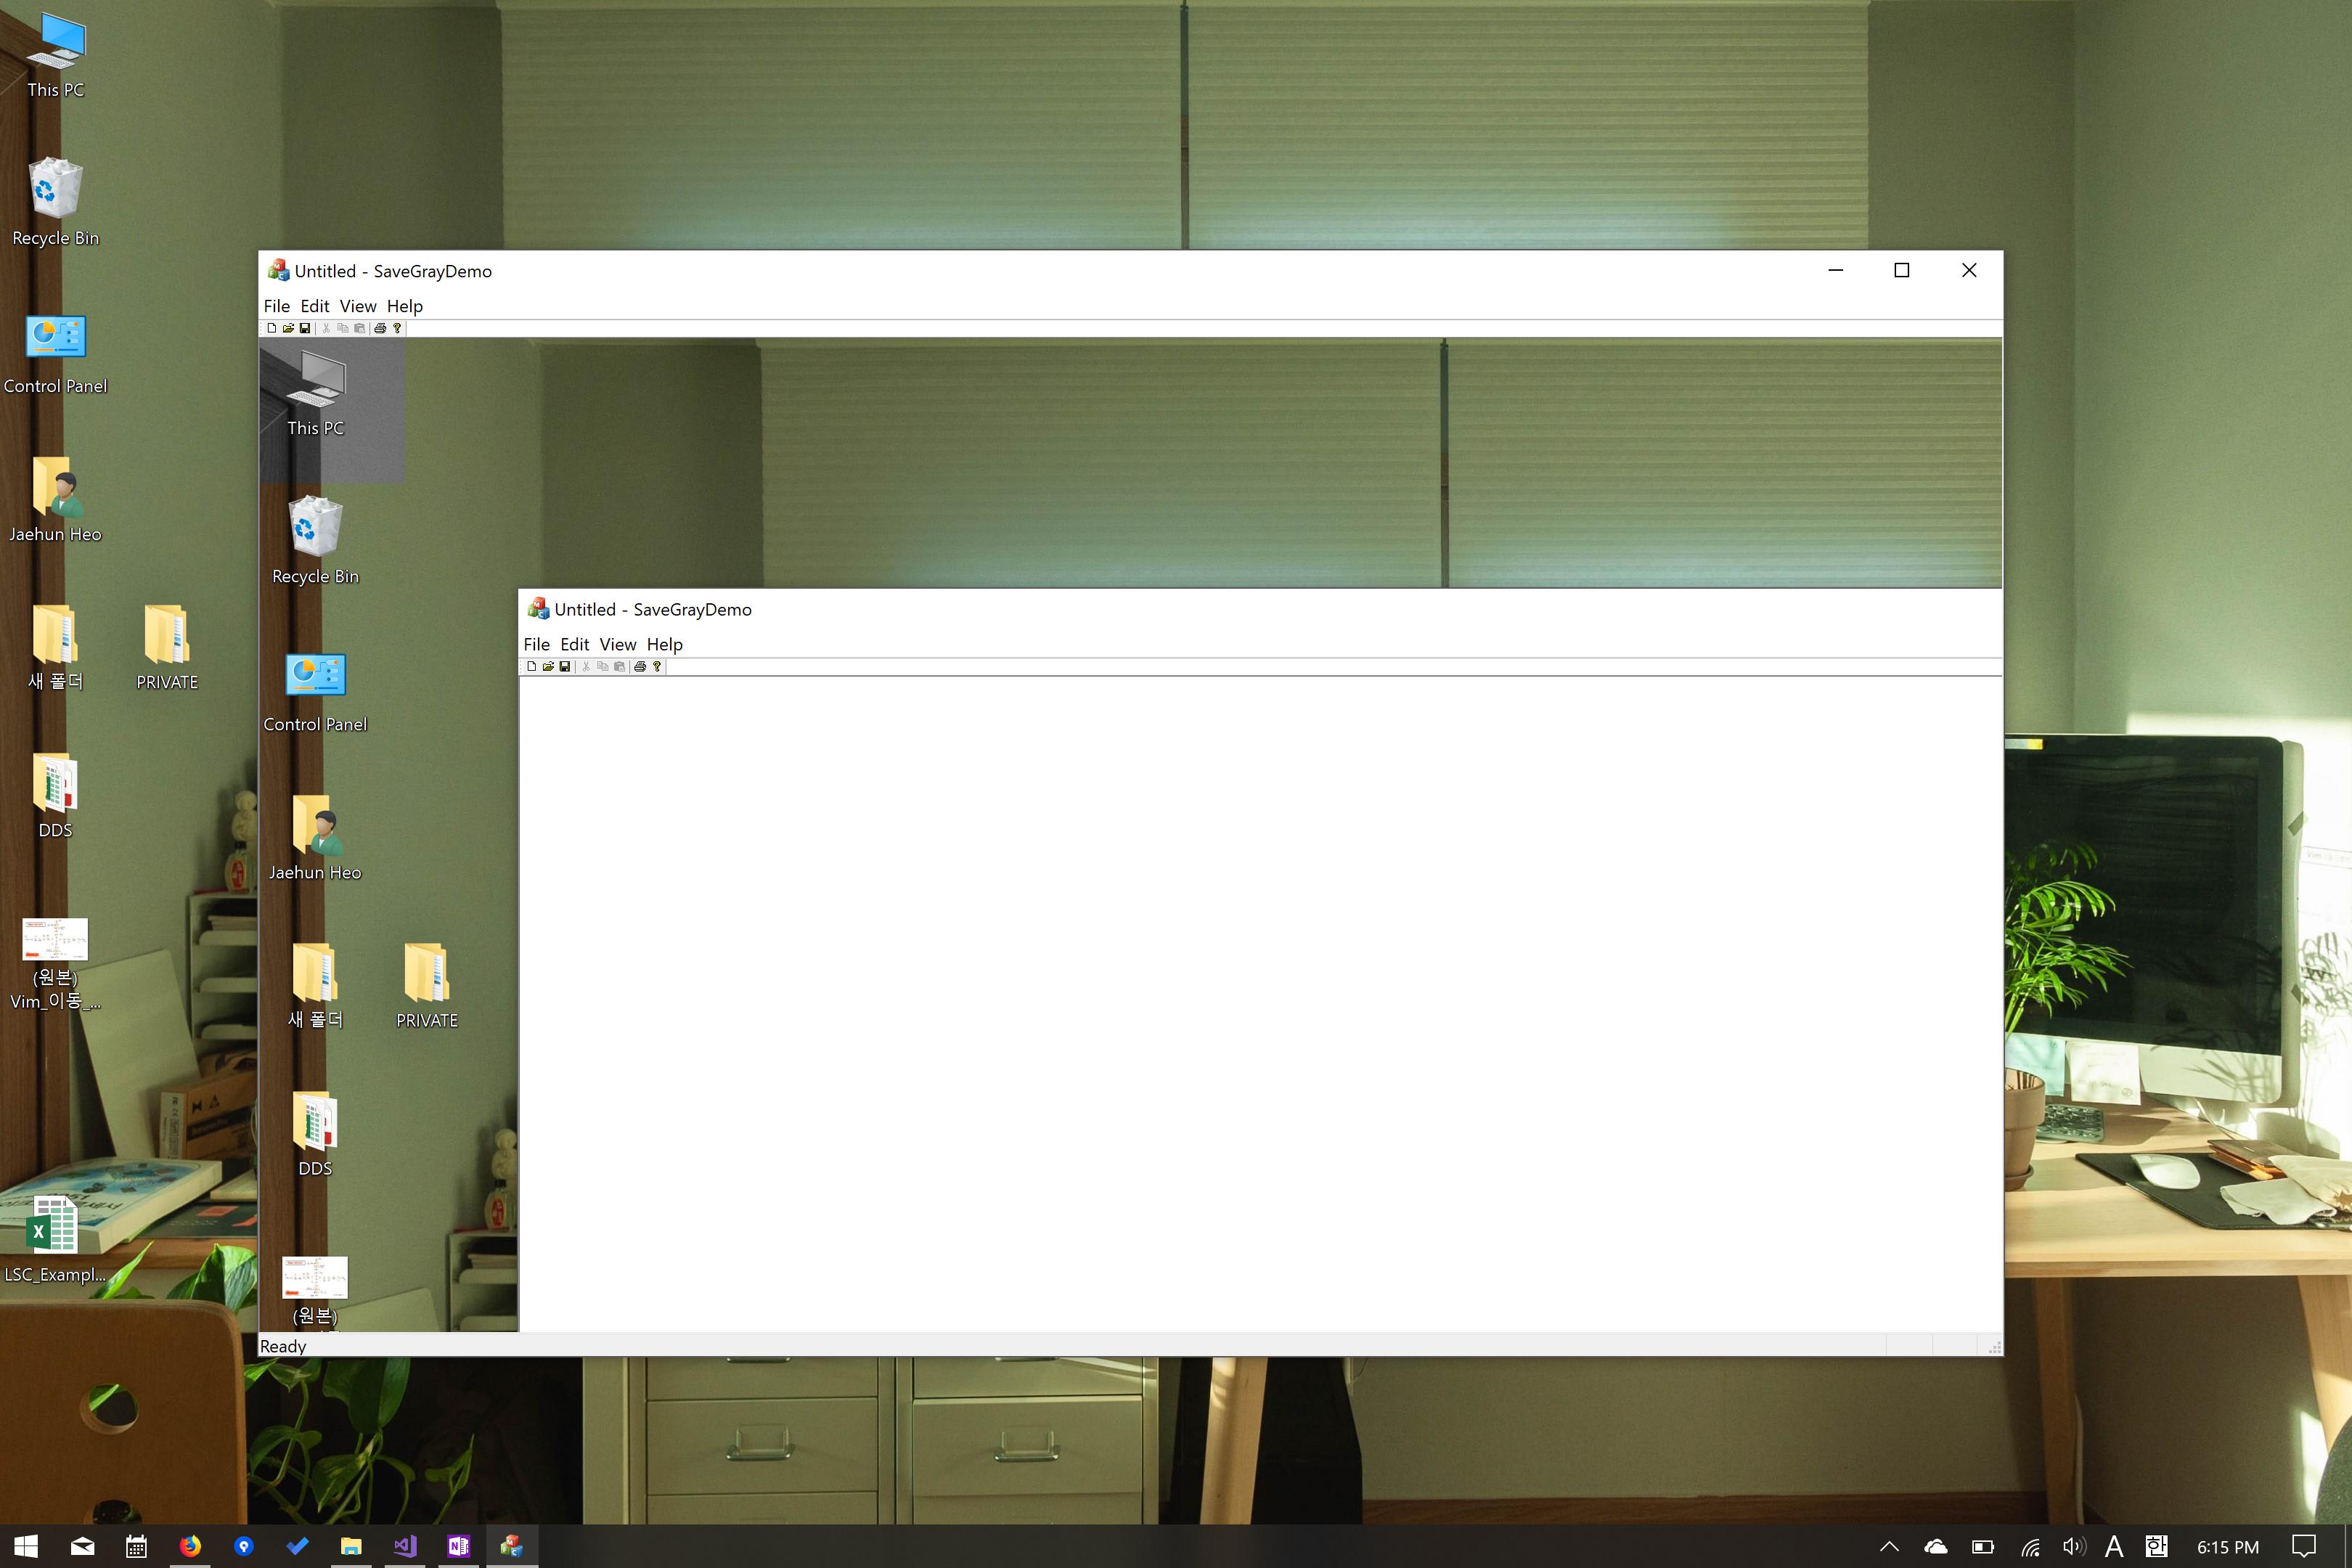 This PC
Recycle Bin
Control Panel
Jaehun Heo
새 폴더
PRIVATE
DDS
(원본)
Vim_이동_...
LSC_Exampl...
Untitled - SaveGrayDemo
File Edit View Help
This PC
Recycle Bin
Control Panel
Jaehun Heo
새 폴더
PRIVATE
DDS
(원본)
Untitled - SaveGrayDemo
File Edit View Help
Ready
A
한
6:15 PM